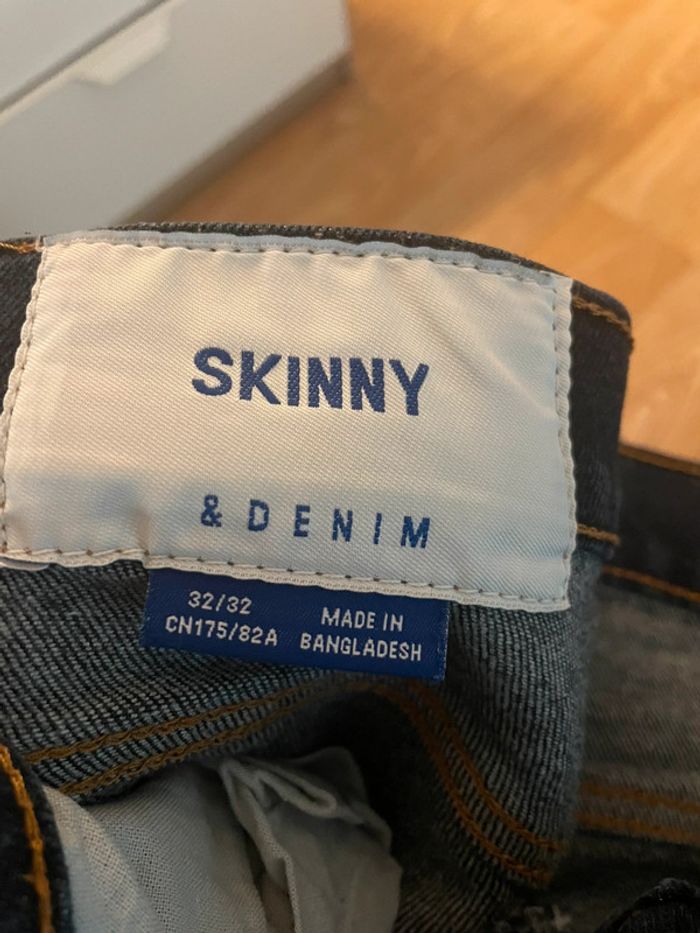 SKINNY
& DENIM
32/32
CN175/82A
MADE IN
BANGLADESH